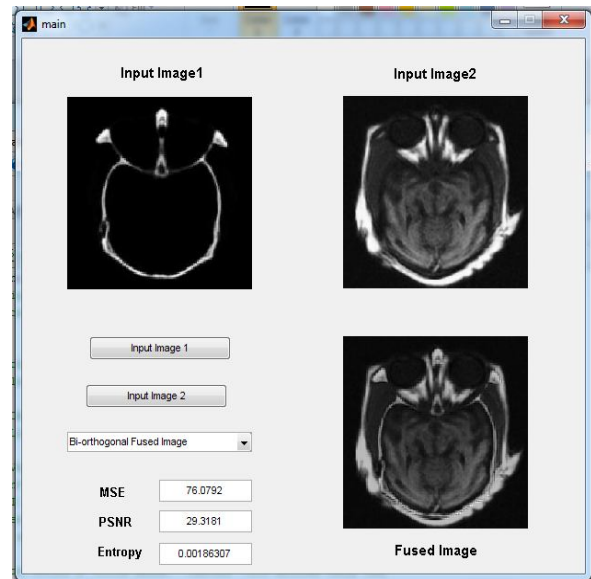 main
Input Image1
Input Image2
Input Image 1
Input Image 2
Bi-orthogonal Fused Image
MSE 76.0792
PSNR 29.3181
Entropy 0.00186307
Fused Image